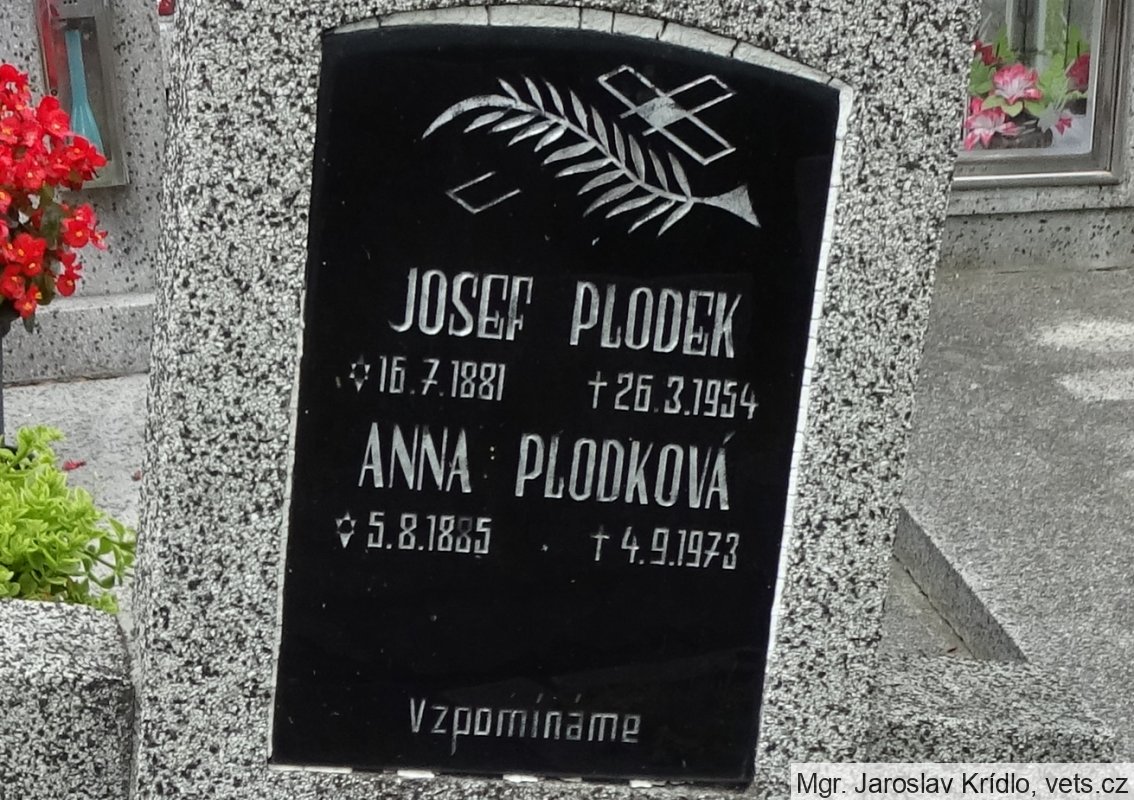 JOSEF PLODEK
✡16.7.1881 †26.3.1954
ANNA PLODKOVÁ
✡5.8.1885 †4.9.1973
Vzpomínáme
Mgr. Jaroslav Krídlo, vets.cz